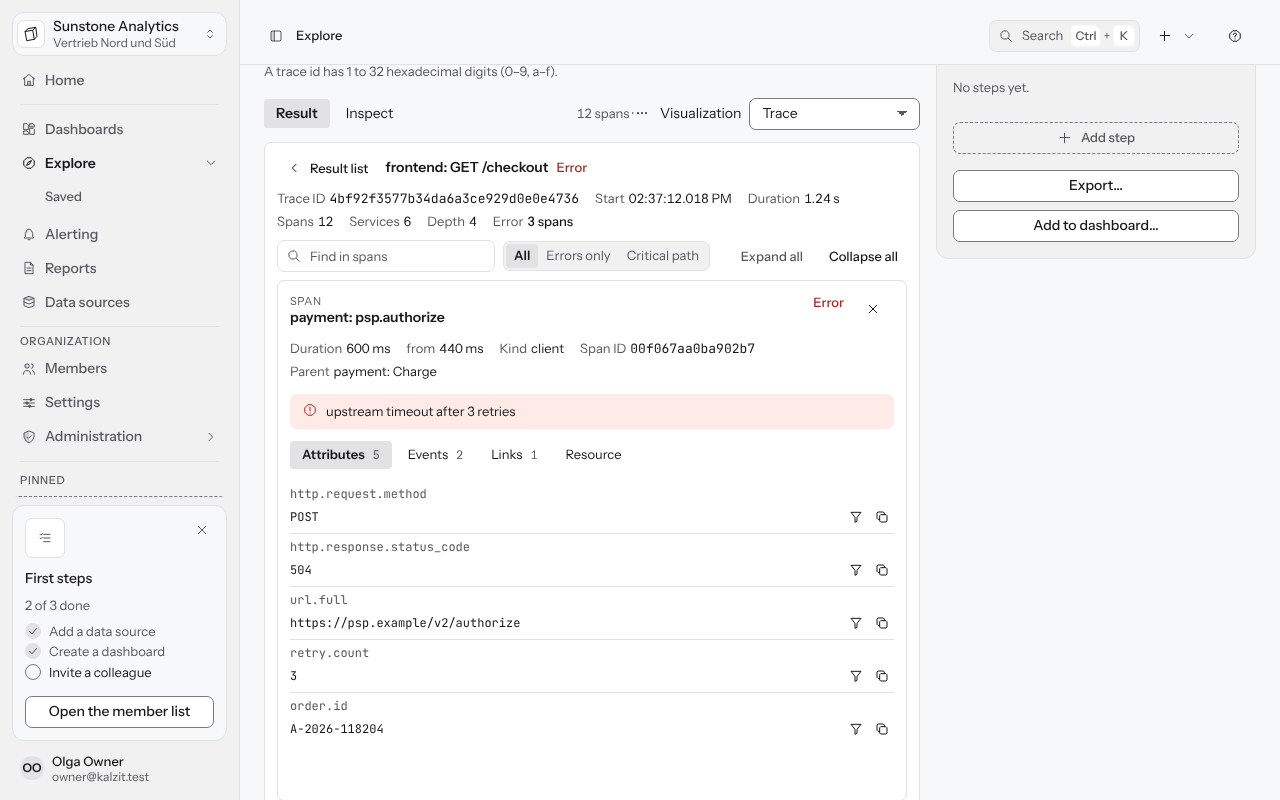 Sunstone Analytics
Vertrieb Nord und Süd
Home
Dashboards
Explore
Saved
Alerting
Reports
Data sources
ORGANIZATION
Members
Settings
Administration
PINNED
First steps
2 of 3 done
Add a data source
Create a dashboard
Invite a colleague
Open the member list
OO Olga Owner
owner@kalzit.test
Explore
Search Ctrl + K
A trace id has 1 to 32 hexadecimal digits (0–9, a–f).
Result Inspect 12 spans · ··· Visualization Trace
Result list frontend: GET /checkout Error
Trace ID 4bf92f3577b34da6a3ce929d0e0e4736 Start 02:37:12.018 PM Duration 1.24 s
Spans 12 Services 6 Depth 4 Error 3 spans
Find in spans All Errors only Critical path Expand all Collapse all
SPAN
payment: psp.authorize Error
Duration 600 ms from 440 ms Kind client Span ID 00f067aa0ba902b7
Parent payment: Charge
upstream timeout after 3 retries
Attributes 5 Events 2 Links 1 Resource
http.request.method
POST
http.response.status_code
504
url.full
https://psp.example/v2/authorize
retry.count
3
order.id
A-2026-118204
No steps yet.
Add step
Export...
Add to dashboard...